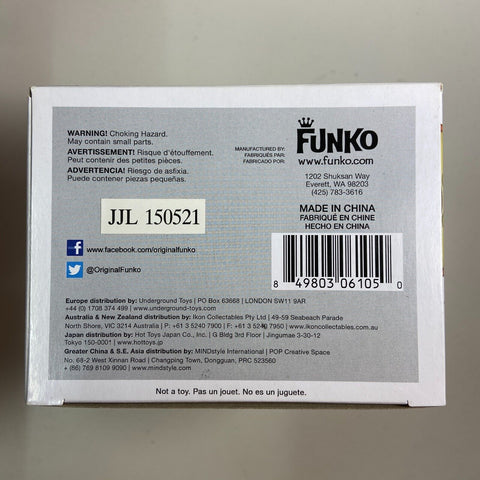 WARNING! Choking Hazard.
May contain small parts.
AVERTISSEMENT! Risque d'étouffement.
Peut contenir des petites pièces.
ADVERTENCIA! Riesgo de asfixia.
Puede contener piezas pequeñas.
JJL 150521
www.facebook.com/originalfunko
@OriginalFunko
MANUFACTURED BY:
FABRIQUÉS PAR:
FABRICADO POR:
FUNKO
www.funko.com
1202 Shuksan Way
Everett, WA 98203
(425) 783-3616
MADE IN CHINA
FABRIQUÉ EN CHINE
HECHO EN CHINA
8 49803 06105 0
Europe distribution by: Underground Toys | PO Box 63668 | LONDON SW11 9AR
+44 (0) 1708 374 499 | www.underground-toys.com
Australia & New Zealand distribution by: Ikon Collectables Pty Ltd | 49-59 Seabeach Parade
North Shore, VIC 3214 Australia | P: +61 3 5240 7900 | F: +61 3 5240 7950 | www.ikoncollectables.com.au
Japan distribution by: Hot Toys Japan Co., Inc. | G Bldg 3rd Floor | Jingumae 3-30-12
Tokyo 150-0001 | www.hottoys.jp
Greater China & S.E. Asia distribution by: MINDstyle International | POP Creative Space
No. 68-2 West Xinnan Road | Changping Town, Dongguan, PRC 523560
+ (86) 769 8109 9090 | www.mindstyle.com
Not a toy. Pas un jouet. No es un juguete.